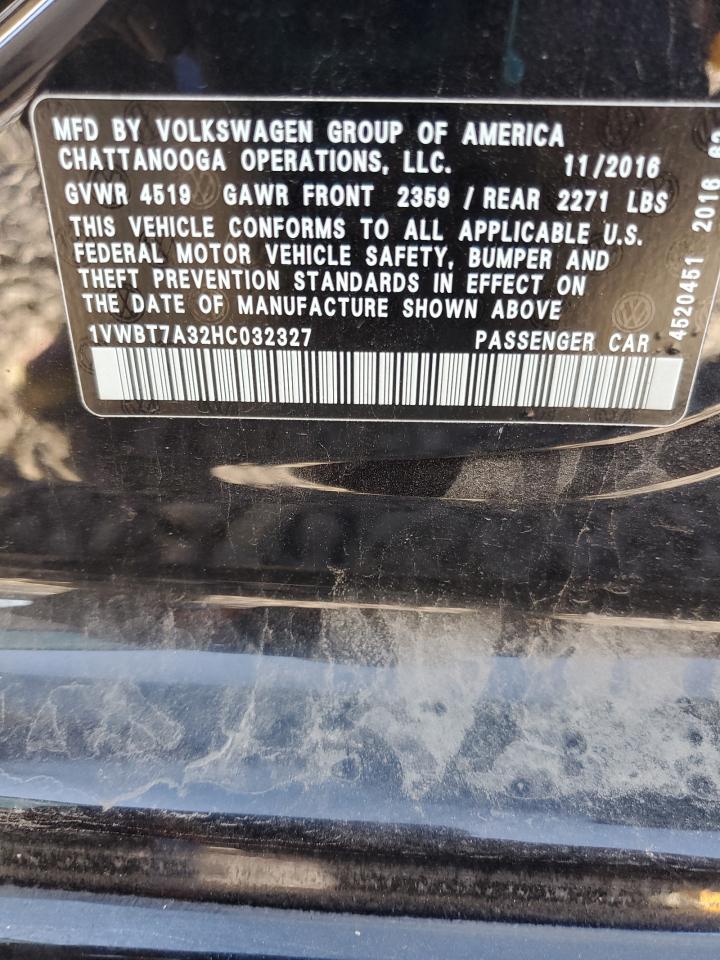 MFD BY VOLKSWAGEN GROUP OF AMERICA
CHATTANOOGA OPERATIONS, LLC. 11/2016
GVWR 4519 GAWR FRONT 2359 / REAR 2271 LBS
THIS VEHICLE CONFORMS TO ALL APPLICABLE U.S.
FEDERAL MOTOR VEHICLE SAFETY, BUMPER AND
THEFT PREVENTION STANDARDS IN EFFECT ON
THE DATE OF MANUFACTURE SHOWN ABOVE
1VWBT7A32HC032327 PASSENGER CAR
4520451 2016